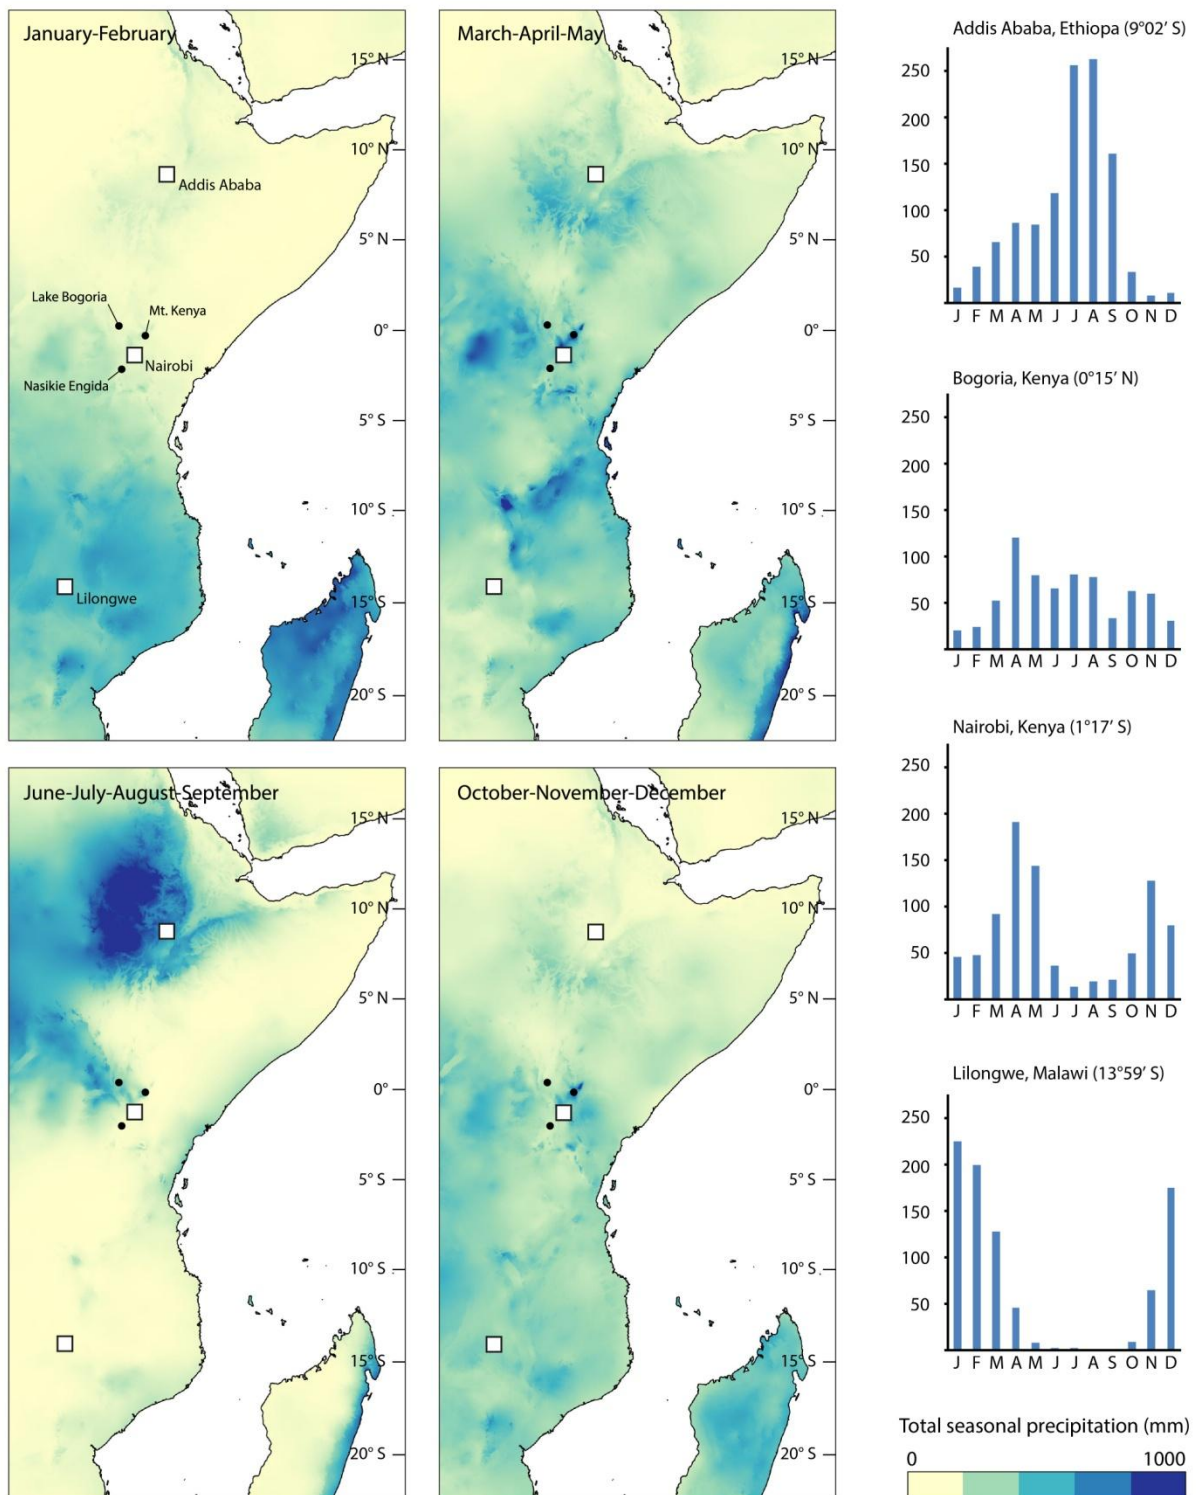 January-February
15° N
10° N
Addis Ababa
5° N
Lake Bogoria
Mt. Kenya
0°
Nairobi
Nasikie Engida
5° S
10° S
Lilongwe
15° S
20° S
March-April-May
15° N
10° N
5° N
0°
5° S
10° S
15° S
20° S
June-July-August-September
15° N
10° N
5° N
0°
5° S
10° S
15° S
20° S
October-November-December
15° N
10° N
5° N
0°
5° S
10° S
15° S
20° S
Addis Ababa, Ethiopa (9°02′ S)
250
200
150
100
50
J F M A M J J A S O N D
Bogoria, Kenya (0°15′ N)
250
200
150
100
50
J F M A M J J A S O N D
Nairobi, Kenya (1°17′ S)
250
200
150
100
50
J F M A M J J A S O N D
Lilongwe, Malawi (13°59′ S)
250
200
150
100
50
J F M A M J J A S O N D
Total seasonal precipitation (mm)
0 1000